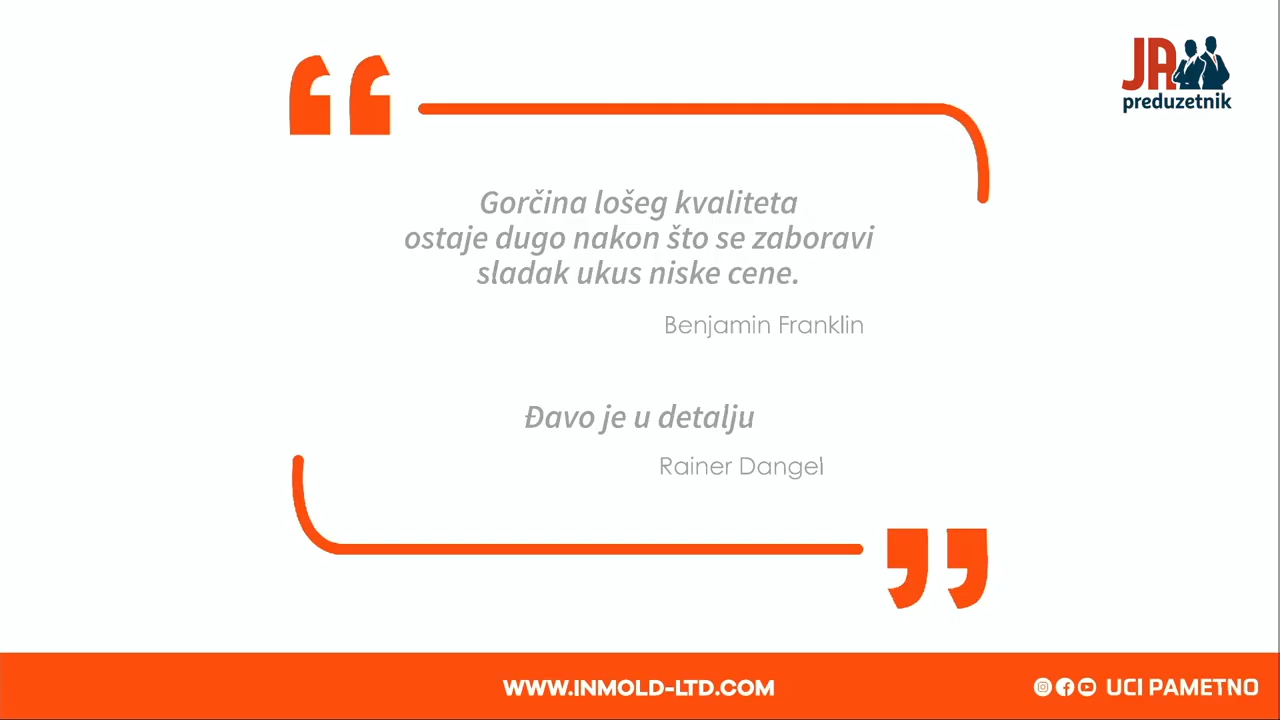 JA
preduzetnik
Gorčina lošeg kvaliteta
ostaje dugo nakon što se zaboravi
sladak ukus niske cene.
Benjamin Franklin
Đavo je u detalju
Rainer Dangel
WWW.INMOLD-LTD.COM
UCI PAMETNO